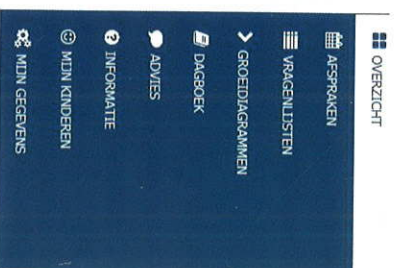 OVERZICHT
AFSPRAKEN
VRAGENLIJSTEN
GROEIDIAGRAMMEN
DAGBOEK
ADVIES
INFORMATIE
MIJN KINDEREN
MIJN GEGEVENS